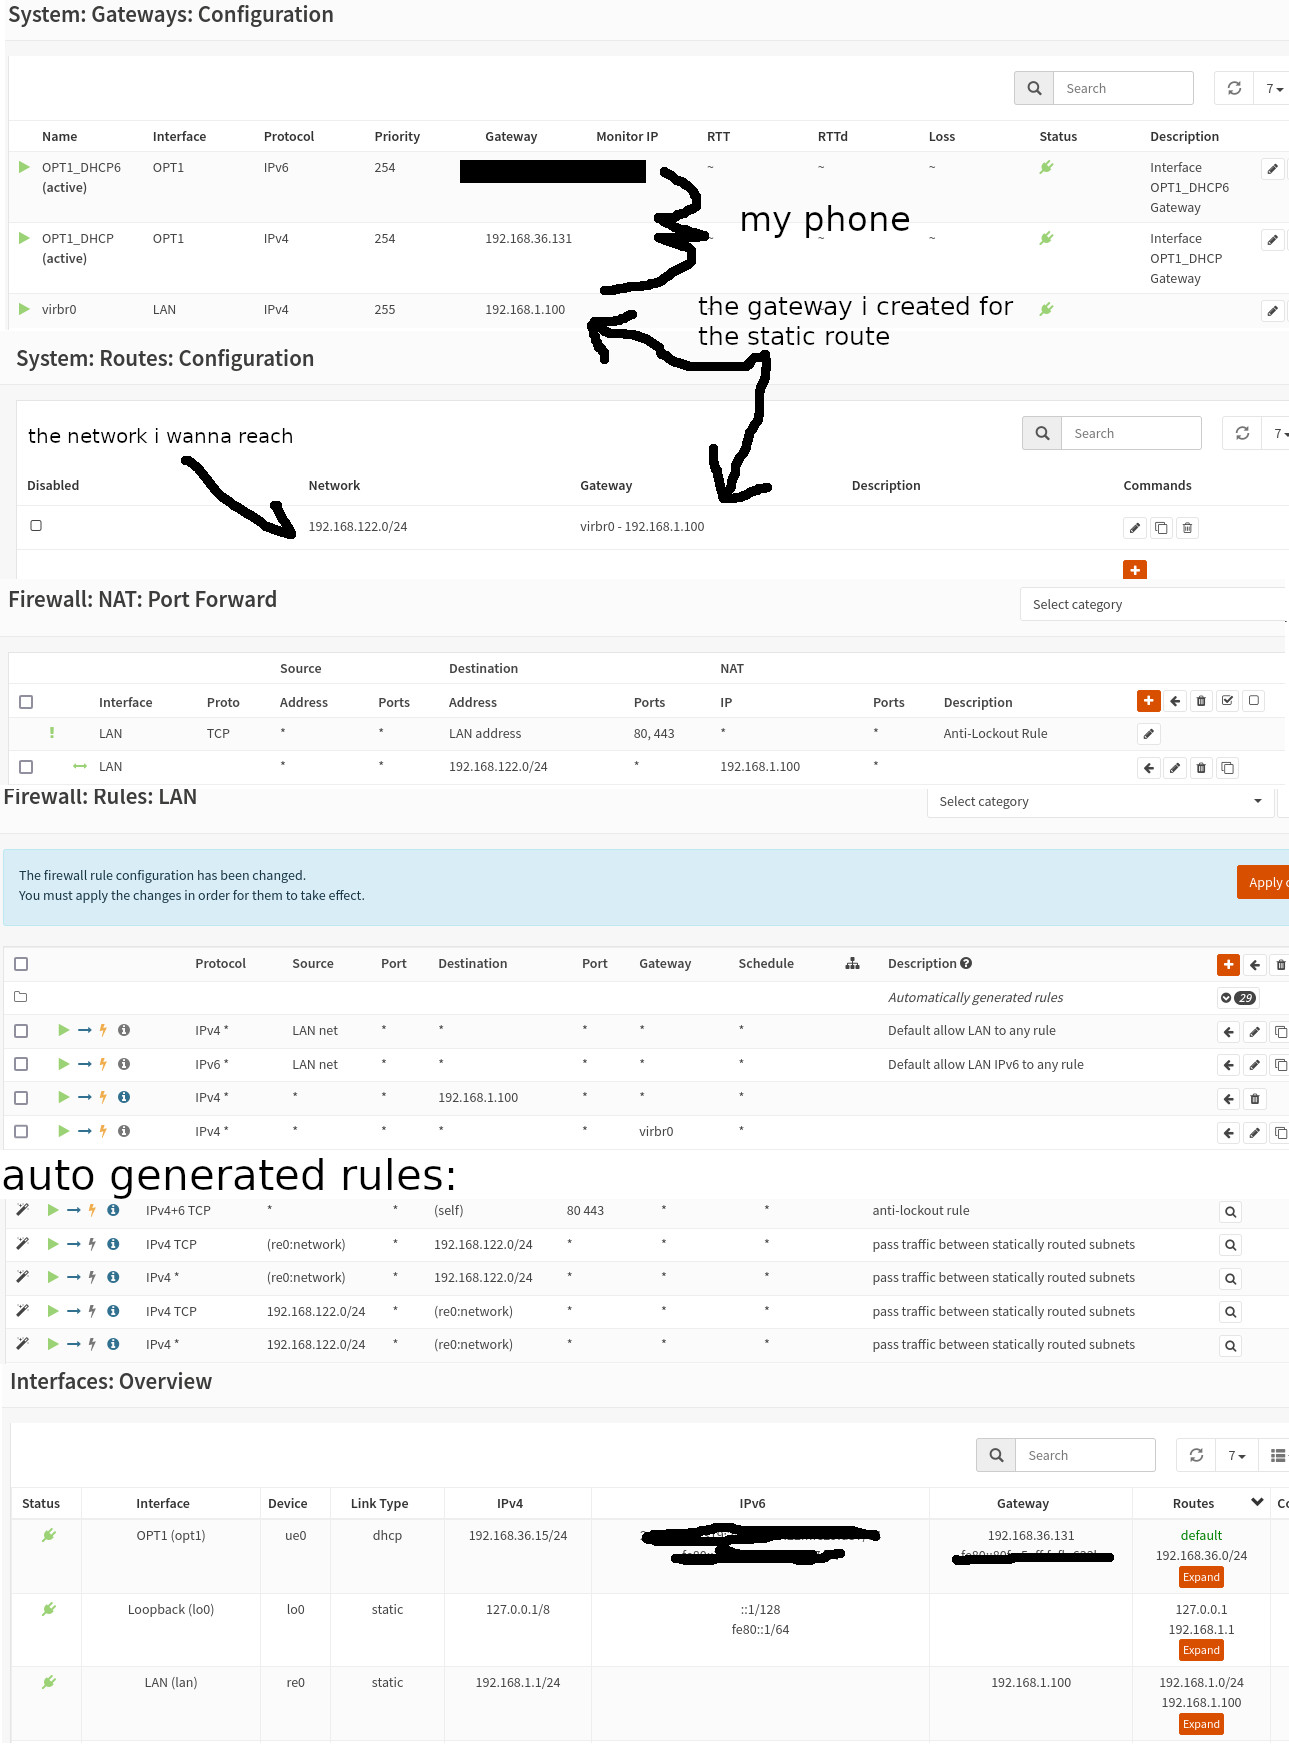 System: Gateways: Configuration
Search
7
Name Interface Protocol Priority Gateway Monitor IP RTT RTTd Loss Status Description
OPT1_DHCP6 OPT1 IPv6 254 ~ ~ ~ Interface
(active) OPT1_DHCP6
Gateway
my phone
OPT1_DHCP OPT1 IPv4 254 192.168.36.131 ~ ~ ~ Interface
(active) OPT1_DHCP
Gateway
virbr0 LAN IPv4 255 192.168.1.100
the gateway i created for
the static route
System: Routes: Configuration
the network i wanna reach
Search
7
Disabled Network Gateway Description Commands
192.168.122.0/24 virbr0 - 192.168.1.100
Firewall: NAT: Port Forward
Select category
Source Destination NAT
Interface Proto Address Ports Address Ports IP Ports Description
LAN TCP * * LAN address 80, 443 * * Anti-Lockout Rule
LAN * * 192.168.122.0/24 * 192.168.1.100 *
Firewall: Rules: LAN
Select category
The firewall rule configuration has been changed.
You must apply the changes in order for them to take effect.
Apply
Protocol Source Port Destination Port Gateway Schedule Description
Automatically generated rules 29
IPv4 * LAN net * * * * * Default allow LAN to any rule
IPv6 * LAN net * * * * * Default allow LAN IPv6 to any rule
IPv4 * * * 192.168.1.100 * * *
IPv4 * * * * * virbr0 *
auto generated rules:
IPv4+6 TCP * * (self) 80 443 * * anti-lockout rule
IPv4 TCP (re0:network) * 192.168.122.0/24 * * * pass traffic between statically routed subnets
IPv4 * (re0:network) * 192.168.122.0/24 * * * pass traffic between statically routed subnets
IPv4 TCP 192.168.122.0/24 * (re0:network) * * * pass traffic between statically routed subnets
IPv4 * 192.168.122.0/24 * (re0:network) * * * pass traffic between statically routed subnets
Interfaces: Overview
Search
7
Status Interface Device Link Type IPv4 IPv6 Gateway Routes
OPT1 (opt1) ue0 dhcp 192.168.36.15/24 192.168.36.131 default
192.168.36.0/24
Expand
Loopback (lo0) lo0 static 127.0.0.1/8 ::1/128 127.0.0.1
fe80::1/64 192.168.1.1
Expand
LAN (lan) re0 static 192.168.1.1/24 192.168.1.100 192.168.1.0/24
192.168.1.100
Expand